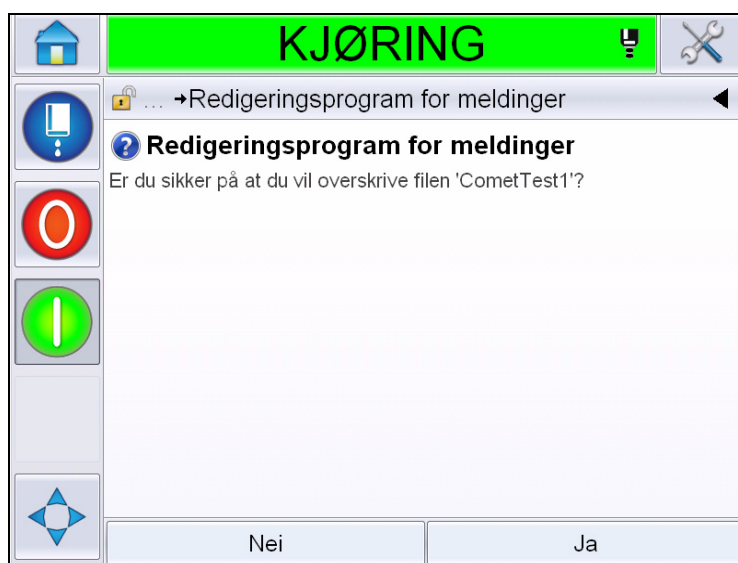 KJØRING
... →Redigeringsprogram for meldinger
Redigeringsprogram for meldinger
Er du sikker på at du vil overskrive filen 'CometTest1'?
Nei
Ja